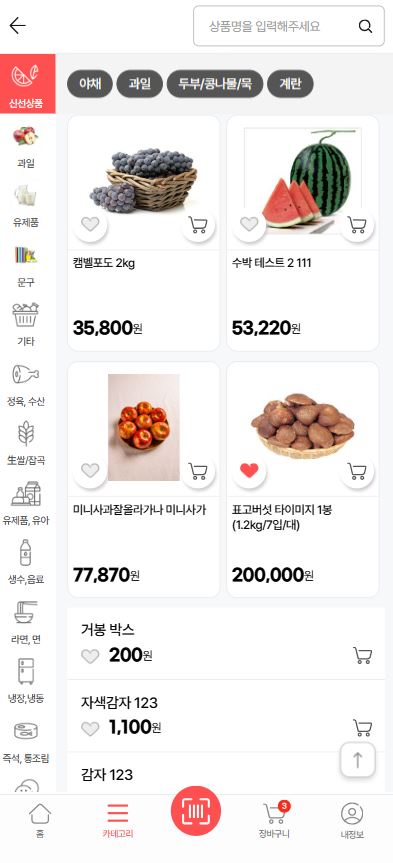 상품명을 입력해주세요
신선상품
야채
과일
두부/콩나물/묵
계란
과일
유제품
문구
기타
정육, 수산
生쌀/잡곡
유제품, 유아
생수,음료
라면, 면
냉장,냉동
즉석, 통조림
캠벨포도 2kg
35,800원
수박 테스트 2 111
53,220원
미니사과잘올라가나 미니사가
77,870원
표고버섯 타이미지 1봉
(1.2kg/7입/대)
200,000원
거봉 박스
200원
자색감자 123
1,100원
감자 123
홈
카테고리
3
장바구니
내정보